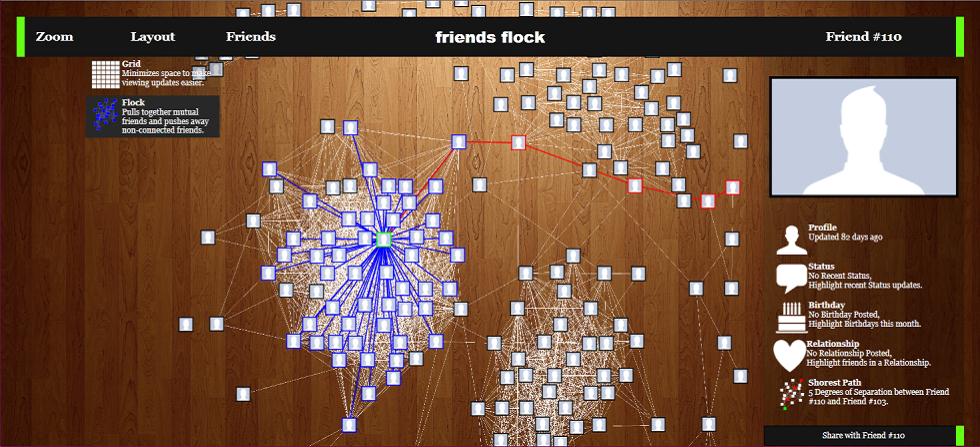 Zoom Layout Friends friends flock Friend #110
Grid
Minimizes space to make
viewing updates easier.
Flock
Pulls together mutual
friends and pushes away
non-connected friends.
Profile
Updated 82 days ago
Status
No Recent Status,
Highlight recent Status updates.
Birthday
No Birthday Posted,
Highlight Birthdays this month.
Relationship
No Relationship Posted,
Highlight friends in a Relationship.
Shorest Path
5 Degrees of Separation between Friend
#110 and Friend #103.
Share with Friend #110